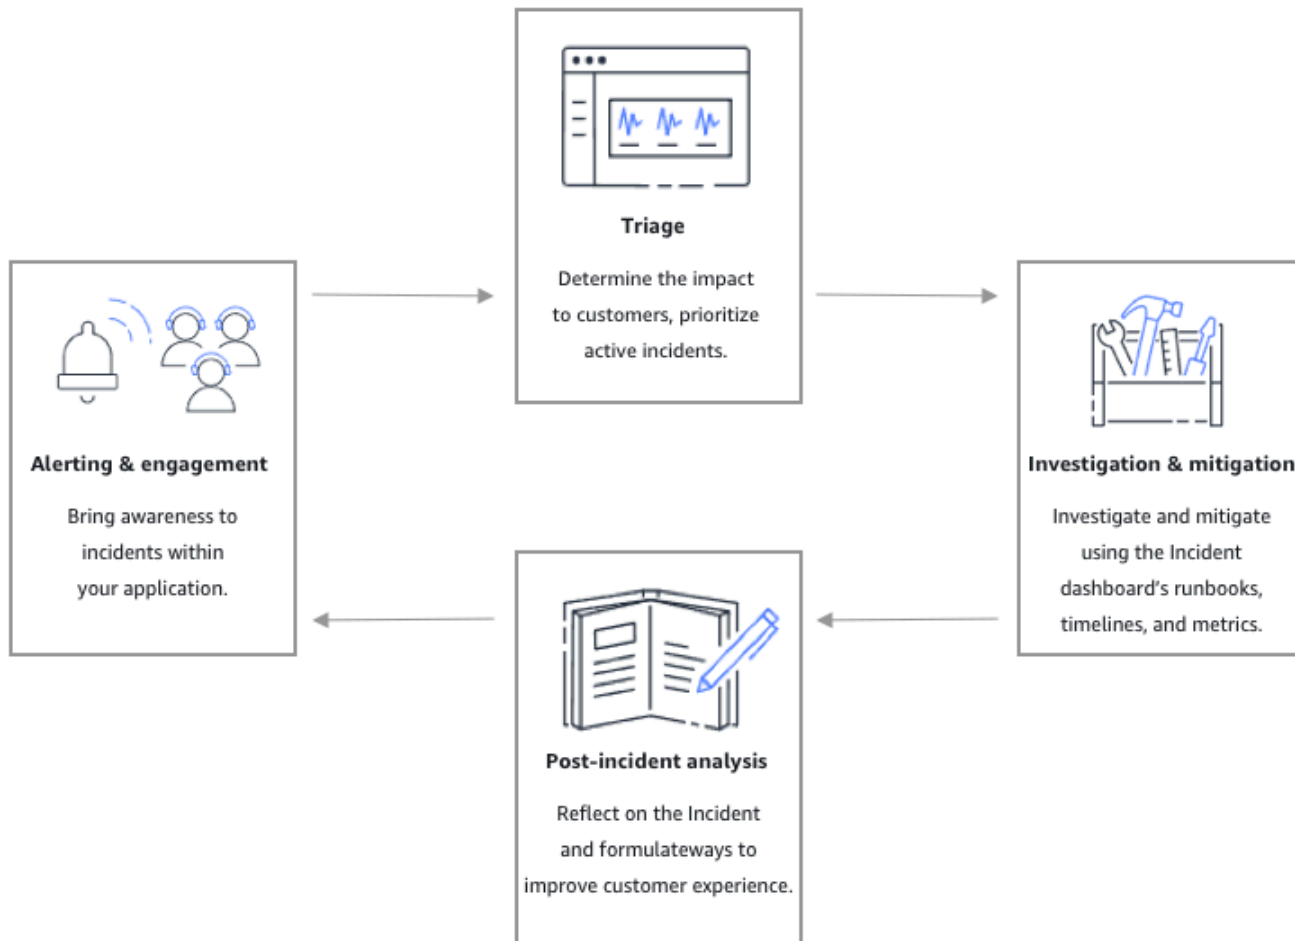 Triage
Determine the impact
to customers, prioritize
active incidents.
Alerting & engagement
Bring awareness to
incidents within
your application.
Investigation & mitigation
Investigate and mitigate
using the Incident
dashboard's runbooks,
timelines, and metrics.
Post-incident analysis
Reflect on the Incident
and formulateways to
improve customer experience.